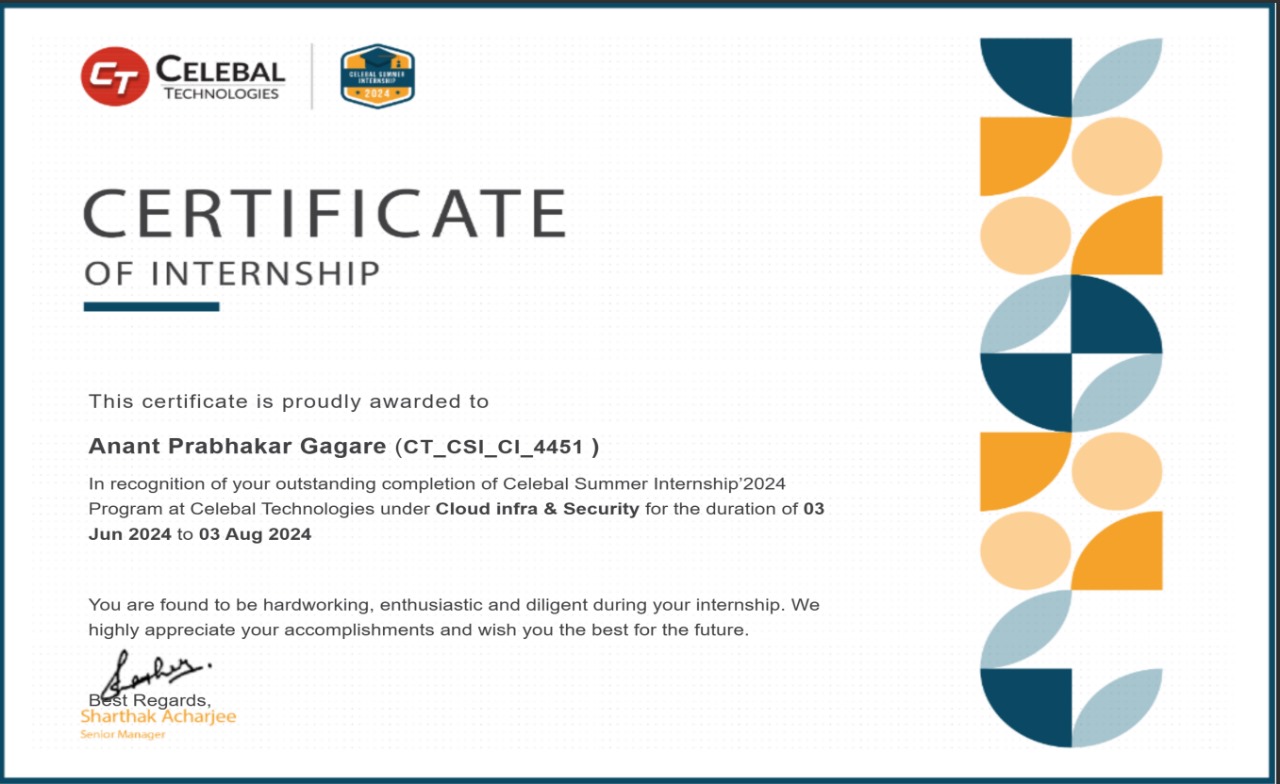 CT CELEBAL
TECHNOLOGIES
CELEBAL SUMMER
INTERNSHIP
2024
CERTIFICATE
OF INTERNSHIP
This certificate is proudly awarded to
Anant Prabhakar Gagare (CT_CSI_CI_4451 )
In recognition of your outstanding completion of Celebal Summer Internship’2024
Program at Celebal Technologies under Cloud infra & Security for the duration of 03
Jun 2024 to 03 Aug 2024
You are found to be hardworking, enthusiastic and diligent during your internship. We
highly appreciate your accomplishments and wish you the best for the future.
Best Regards,
Sharthak Acharjee
Senior Manager